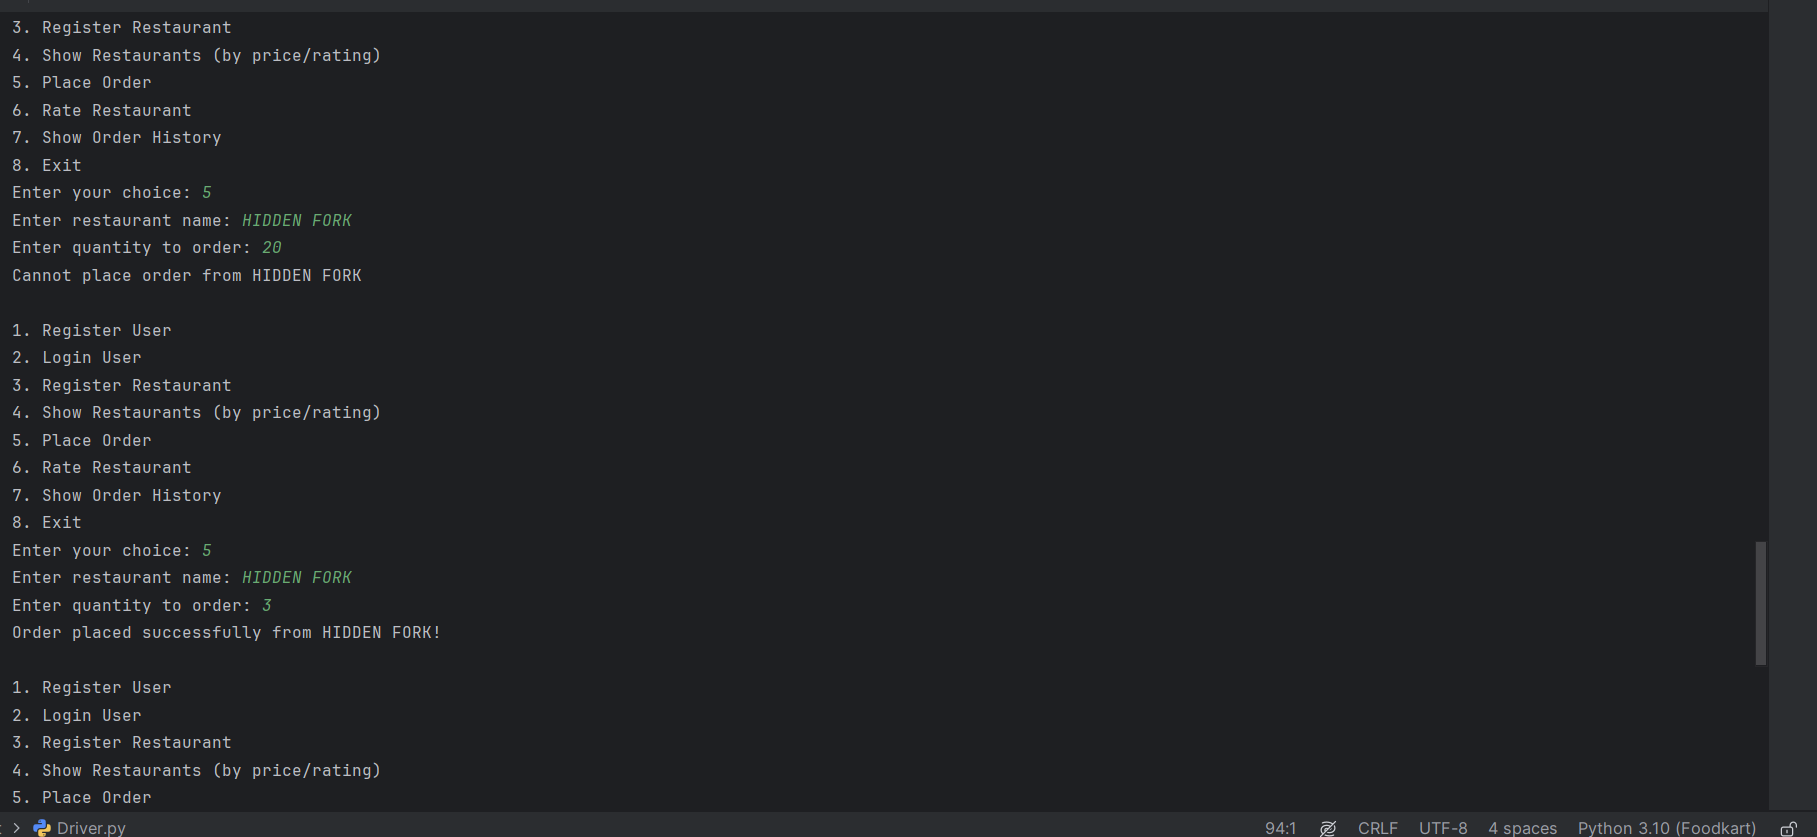 3. Register Restaurant
4. Show Restaurants (by price/rating)
5. Place Order
6. Rate Restaurant
7. Show Order History
8. Exit
Enter your choice: 5
Enter restaurant name: HIDDEN FORK
Enter quantity to order: 20
Cannot place order from HIDDEN FORK
1. Register User
2. Login User
3. Register Restaurant
4. Show Restaurants (by price/rating)
5. Place Order
6. Rate Restaurant
7. Show Order History
8. Exit
Enter your choice: 5
Enter restaurant name: HIDDEN FORK
Enter quantity to order: 3
Order placed successfully from HIDDEN FORK!
1. Register User
2. Login User
3. Register Restaurant
4. Show Restaurants (by price/rating)
5. Place Order
> Driver.py 94:1 CRLF UTF-8 4 spaces Python 3.10 (Foodkart)